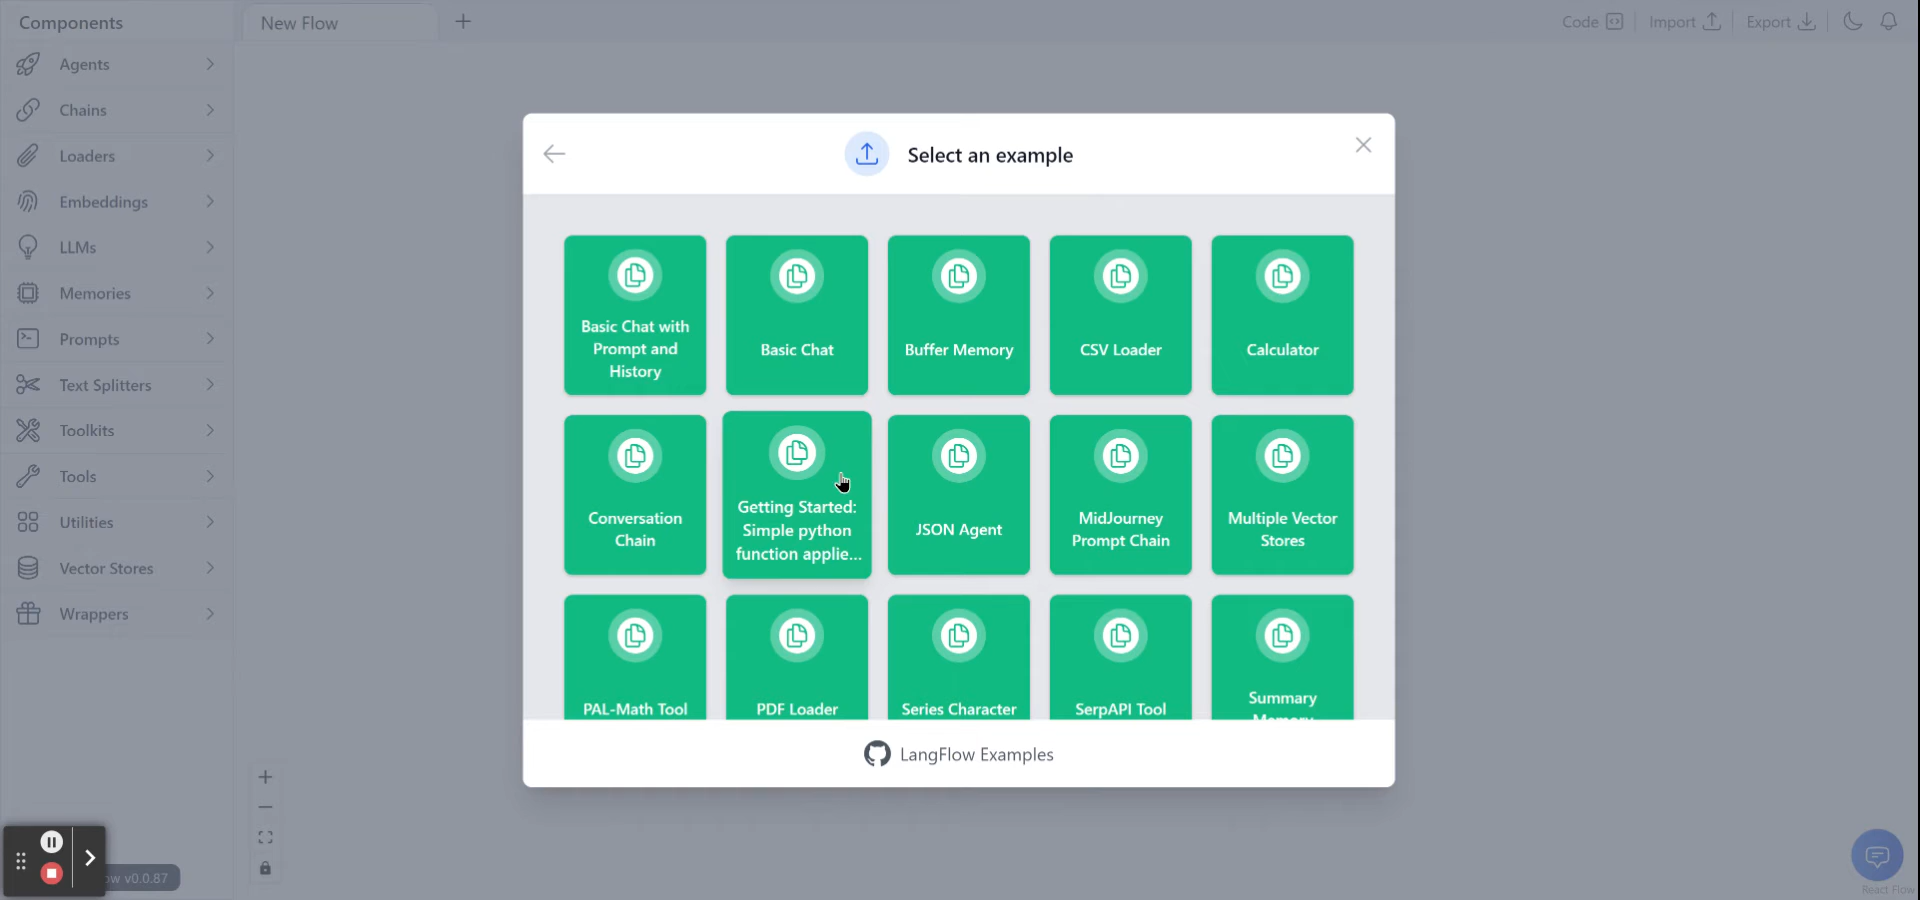 Components
New Flow
Code
Import
Export
Agents
Chains
Loaders
Embeddings
LLMs
Memories
Prompts
Text Splitters
Toolkits
Tools
Utilities
Vector Stores
Wrappers
Select an example
Basic Chat with
Prompt and
History
Basic Chat
Buffer Memory
CSV Loader
Calculator
Conversation
Chain
Getting Started:
Simple python
function applie...
JSON Agent
MidJourney
Prompt Chain
Multiple Vector
Stores
PAL-Math Tool
PDF Loader
Series Character
SerpAPI Tool
Summary
Memory
LangFlow Examples
v0.0.87
React Flow